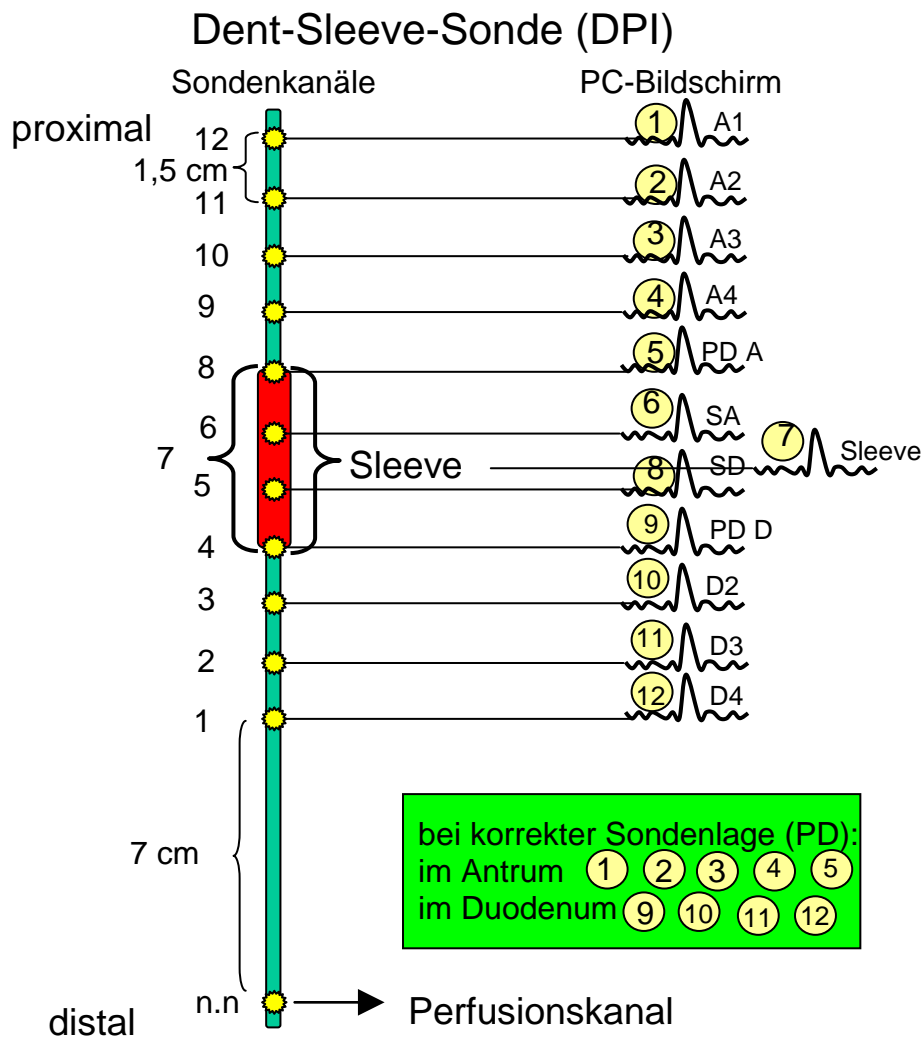 Dent-Sleeve-Sonde (DPI)
Sondenkanäle PC-Bildschirm
proximal
12 1 A1
1,5 cm
11 2 A2
10 3 A3
9 4 A4
8 5 PD A
6 6 SA
7 Sleeve 7 Sleeve
5 8 SD
4 9 PD D
3 10 D2
2 11 D3
1 12 D4
bei korrekter Sondenlage (PD):
7 cm
im Antrum 1 2 3 4 5
im Duodenum 9 10 11 12
n.n Perfusionskanal
distal